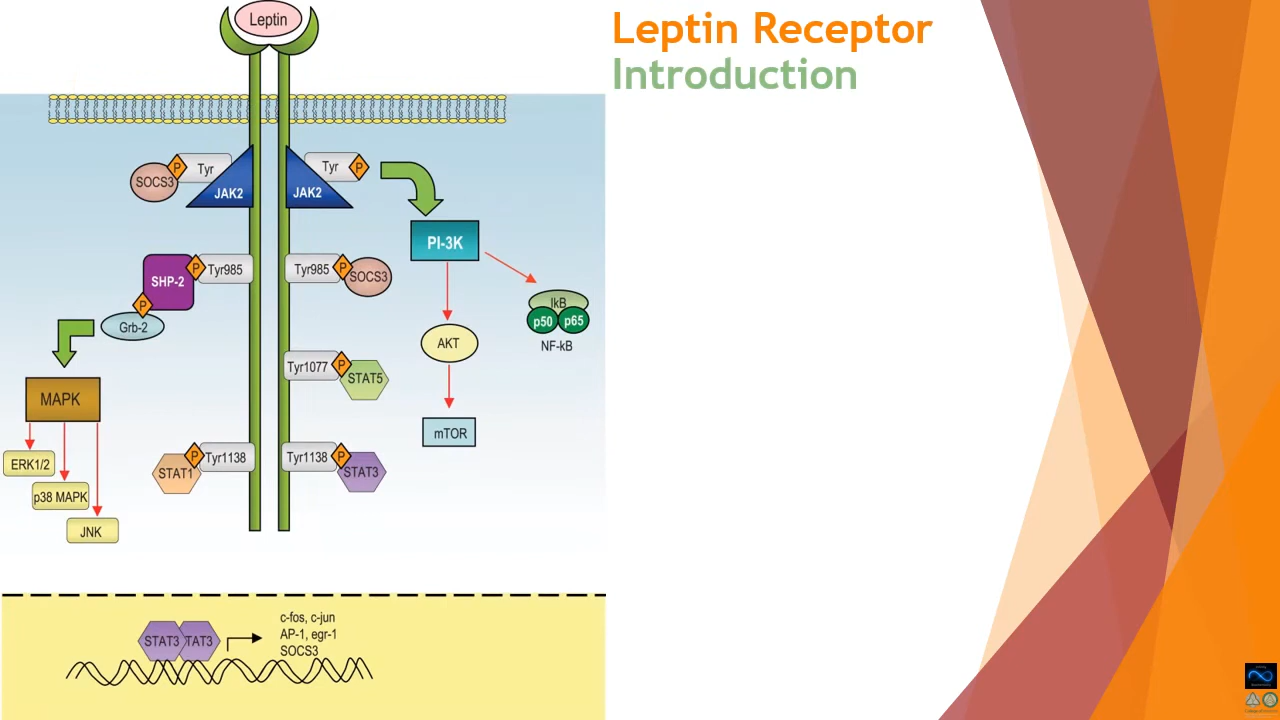 Leptin
Leptin Receptor
Introduction
SOCS3
P
Tyr
JAK2
JAK2
Tyr
P
PI-3K
SHP-2
P
Tyr985
Tyr985
P
SOCS3
P
Grb-2
IkB
p50
p65
NF-kB
AKT
Tyr1077
P
STAT5
MAPK
mTOR
ERK1/2
p38 MAPK
JNK
STAT1
P
Tyr1138
Tyr1138
P
STAT3
STAT3
TAT3
c-fos, c-jun
AP-1, egr-1
SOCS3